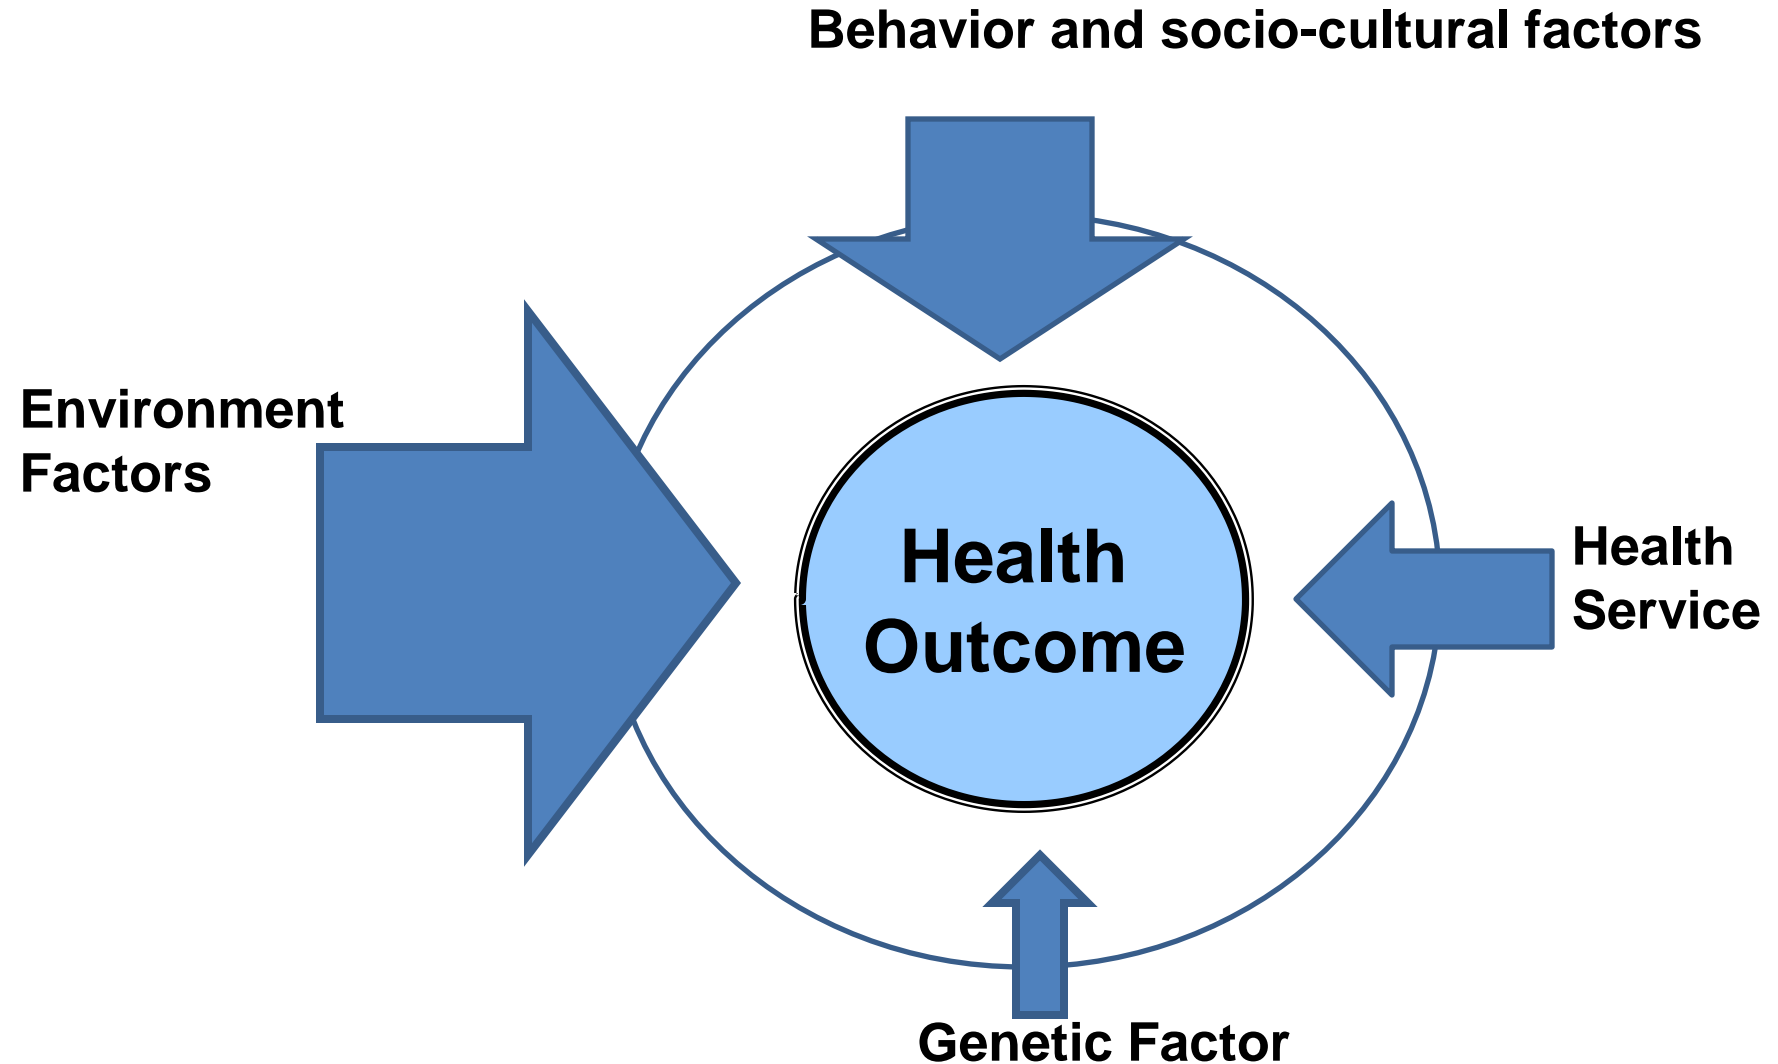 Behavior and socio-cultural factors
Environment
Factors
Health
Outcome
Health
Service
Genetic Factor